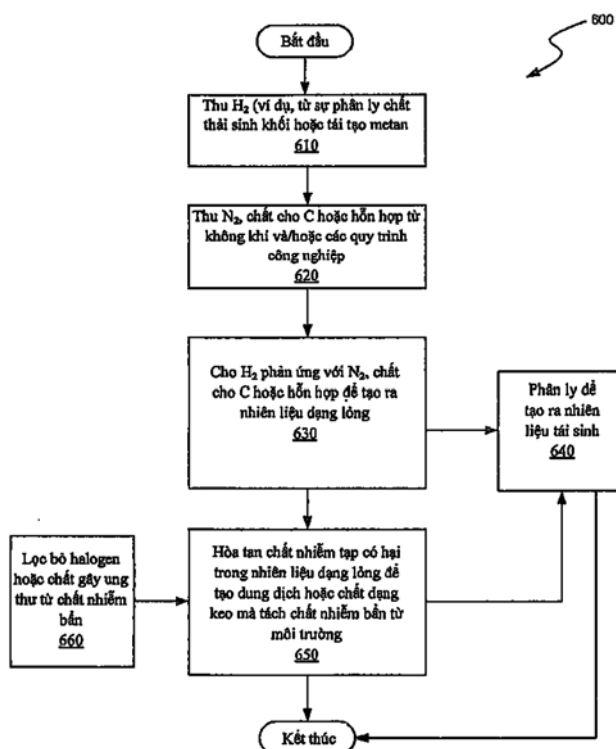 600
Bắt đầu
Thu H₂ (ví dụ, từ sự phân ly chất
thải sinh khối hoặc tái tạo metan
610
Thu N₂, chất cho C hoặc hỗn hợp từ
không khí và/hoặc các quy trình
công nghiệp
620
Cho H₂ phản ứng với N₂, chất
cho C hoặc hỗn hợp để tạo ra
nhiên liệu dạng lỏng
630
Phân ly để
tạo ra nhiên
liệu tái sinh
640
Lọc bỏ halogen
hoặc chất gây ung
thư từ chất nhiễm
bẩn
660
Hòa tan chất nhiễm tạp có hại
trong nhiên liệu dạng lỏng để
tạo dung dịch hoặc chất dạng
keo mà tách chất nhiễm bẩn từ
môi trường
650
Kết thúc